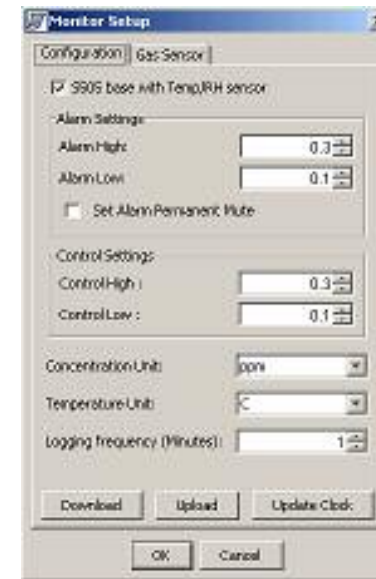 Monitor Setup
Configuration Gas Sensor
S905 base with Temp/RH sensor
Alarm Settings
Alarm High: 0.3
Alarm Low: 0.1
Set Alarm Permanent Mute
Control Settings
Control High : 0.3
Control Low : 0.1
Concentration Unit: ppm
Temperature Unit: C
Logging frequency (Minutes): 1
Download Upload Update Clock
OK Cancel